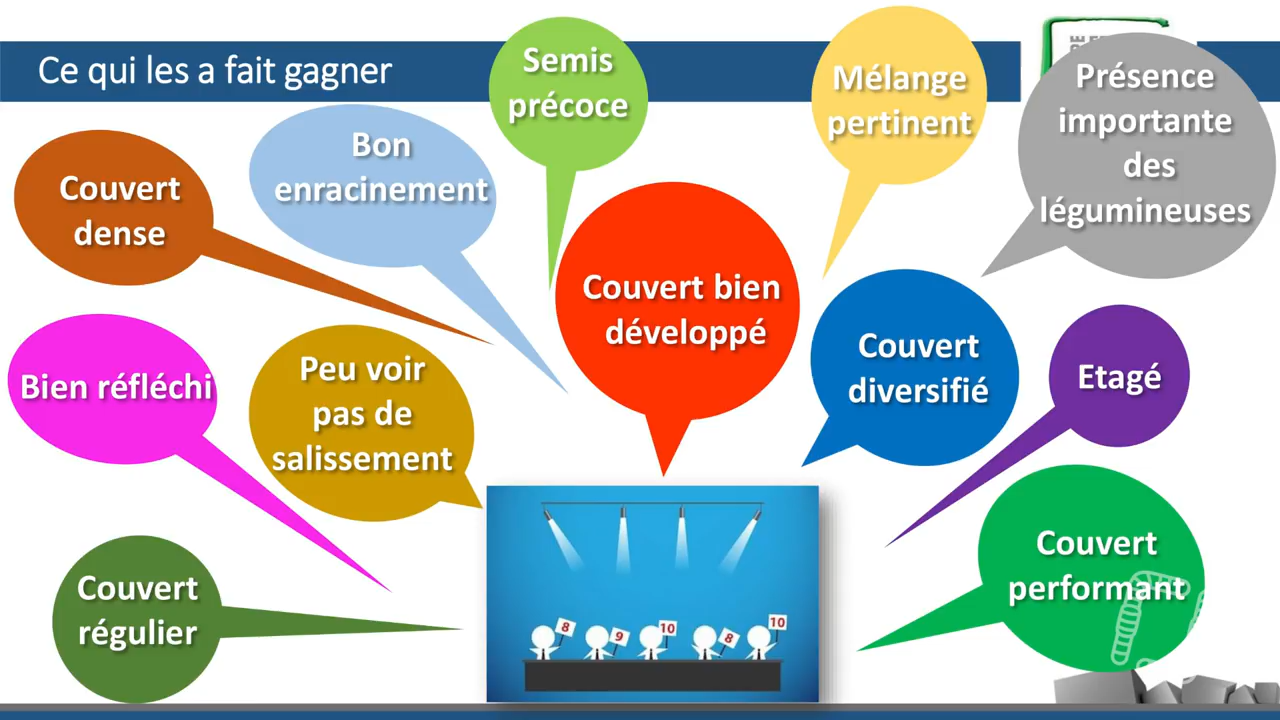 Ce qui les a fait gagner
Semis
précoce
Mélange
pertinent
Présence
importante
des
légumineuses
Bon
enracinement
Couvert
dense
Couvert bien
développé
Couvert
diversifié
Etagé
Bien réfléchi
Peu voir
pas de
salissement
Couvert
performant
Couvert
régulier
8
9
10
8
10